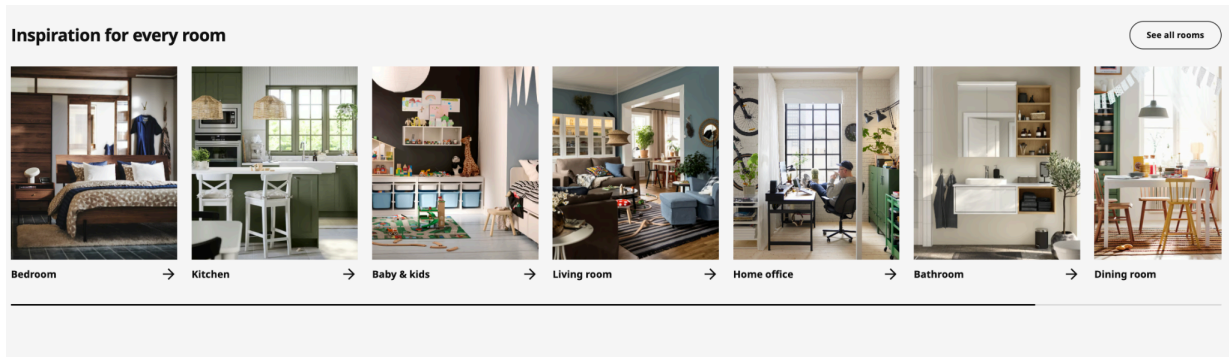 Inspiration for every room
See all rooms
Bedroom
Kitchen
Baby & kids
Living room
Home office
Bathroom
Dining room